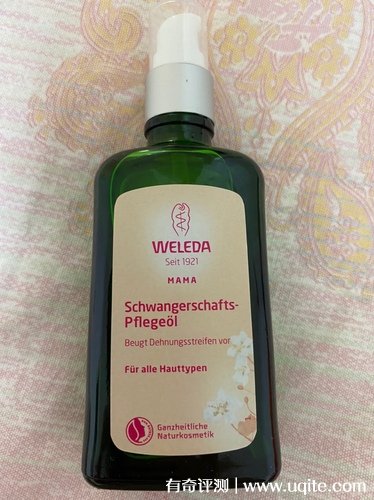 WELEDA
Seit 1921
MAMA
Schwangerschafts-
Pflegeöl
Beugt Dehnungsstreifen vor
Für alle Hauttypen
Ganzheitliche
Naturkosmetik
有奇评测 | www.uqite.com